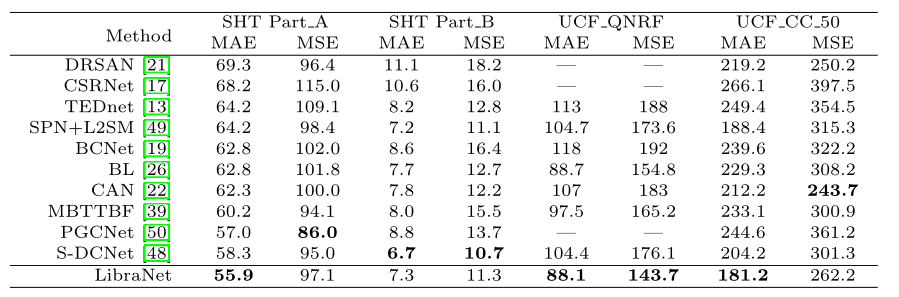 Method SHT Part_A SHT Part_B UCF_QNRF UCF_CC_50
MAE MSE MAE MSE MAE MSE MAE MSE
DRSAN [21] 69.3 96.4 11.1 18.2 — — 219.2 250.2
CSRNet [17] 68.2 115.0 10.6 16.0 — — 266.1 397.5
TEDnet [13] 64.2 109.1 8.2 12.8 113 188 249.4 354.5
SPN+L2SM [49] 64.2 98.4 7.2 11.1 104.7 173.6 188.4 315.3
BCNet [19] 62.8 102.0 8.6 16.4 118 192 239.6 322.2
BL [26] 62.8 101.8 7.7 12.7 88.7 154.8 229.3 308.2
CAN [22] 62.3 100.0 7.8 12.2 107 183 212.2 243.7
MBTTBF [39] 60.2 94.1 8.0 15.5 97.5 165.2 233.1 300.9
PGCNet [50] 57.0 86.0 8.8 13.7 — — 244.6 361.2
S-DCNet [48] 58.3 95.0 6.7 10.7 104.4 176.1 204.2 301.3
LibraNet 55.9 97.1 7.3 11.3 88.1 143.7 181.2 262.2